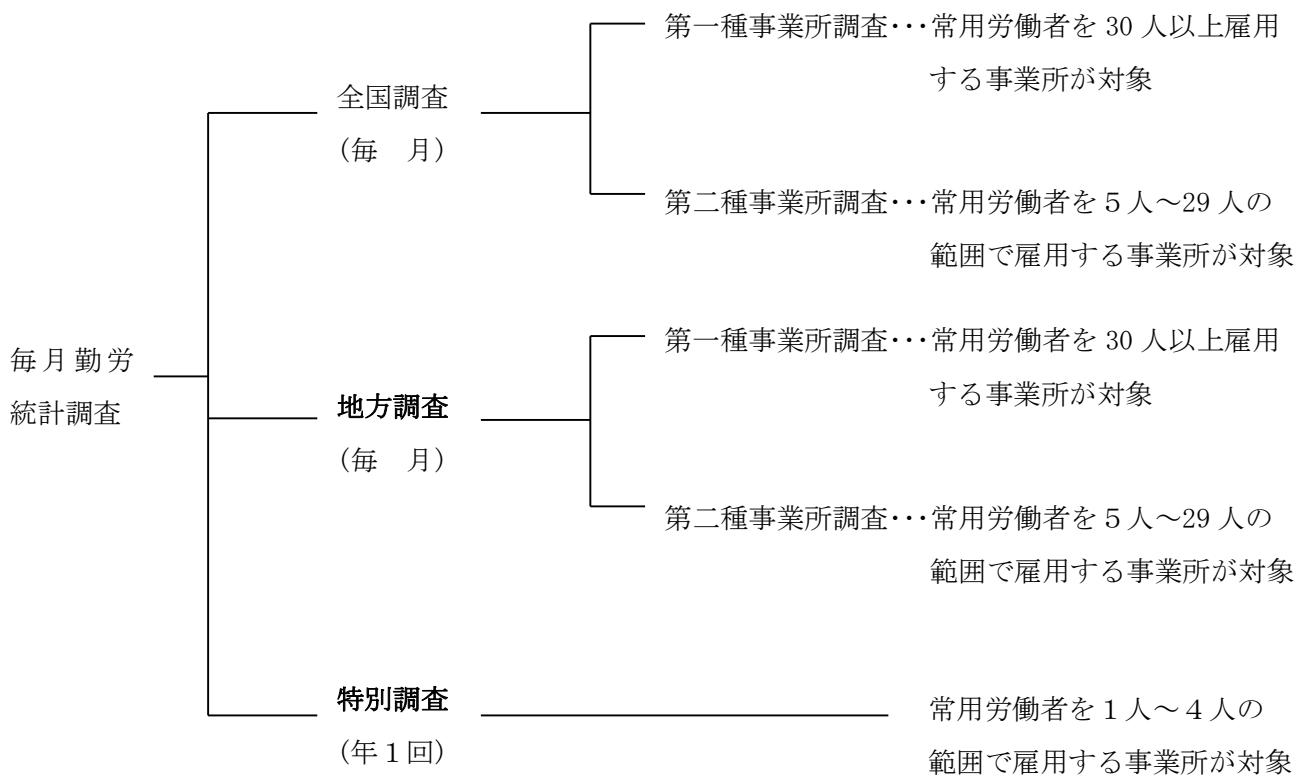 第一種事業所調査･･･常用労働者を 30 人以上雇用
する事業所が対象
全国調査
（毎　月）
第二種事業所調査･･･常用労働者を５人～29 人の
範囲で雇用する事業所が対象
毎月勤労
統計調査
第一種事業所調査･･･常用労働者を 30 人以上雇用
する事業所が対象
地方調査
（毎　月）
第二種事業所調査･･･常用労働者を５人～29 人の
範囲で雇用する事業所が対象
特別調査
（年１回）
常用労働者を１人～４人の
範囲で雇用する事業所が対象